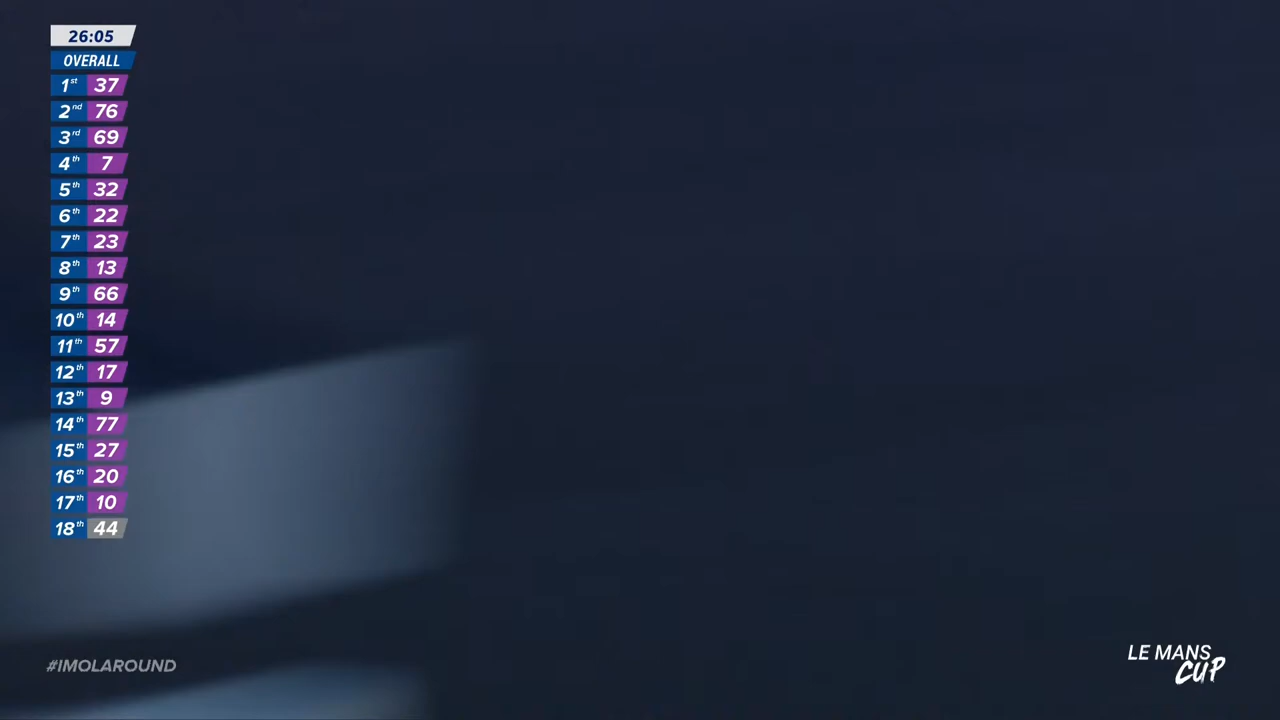 26:05
OVERALL
1st 37
2nd 76
3rd 69
4th 7
5th 32
6th 22
7th 23
8th 13
9th 66
10th 14
11th 57
12th 17
13th 9
14th 77
15th 27
16th 20
17th 10
18th 44
#IMOLAROUND
LE MANS
CUP